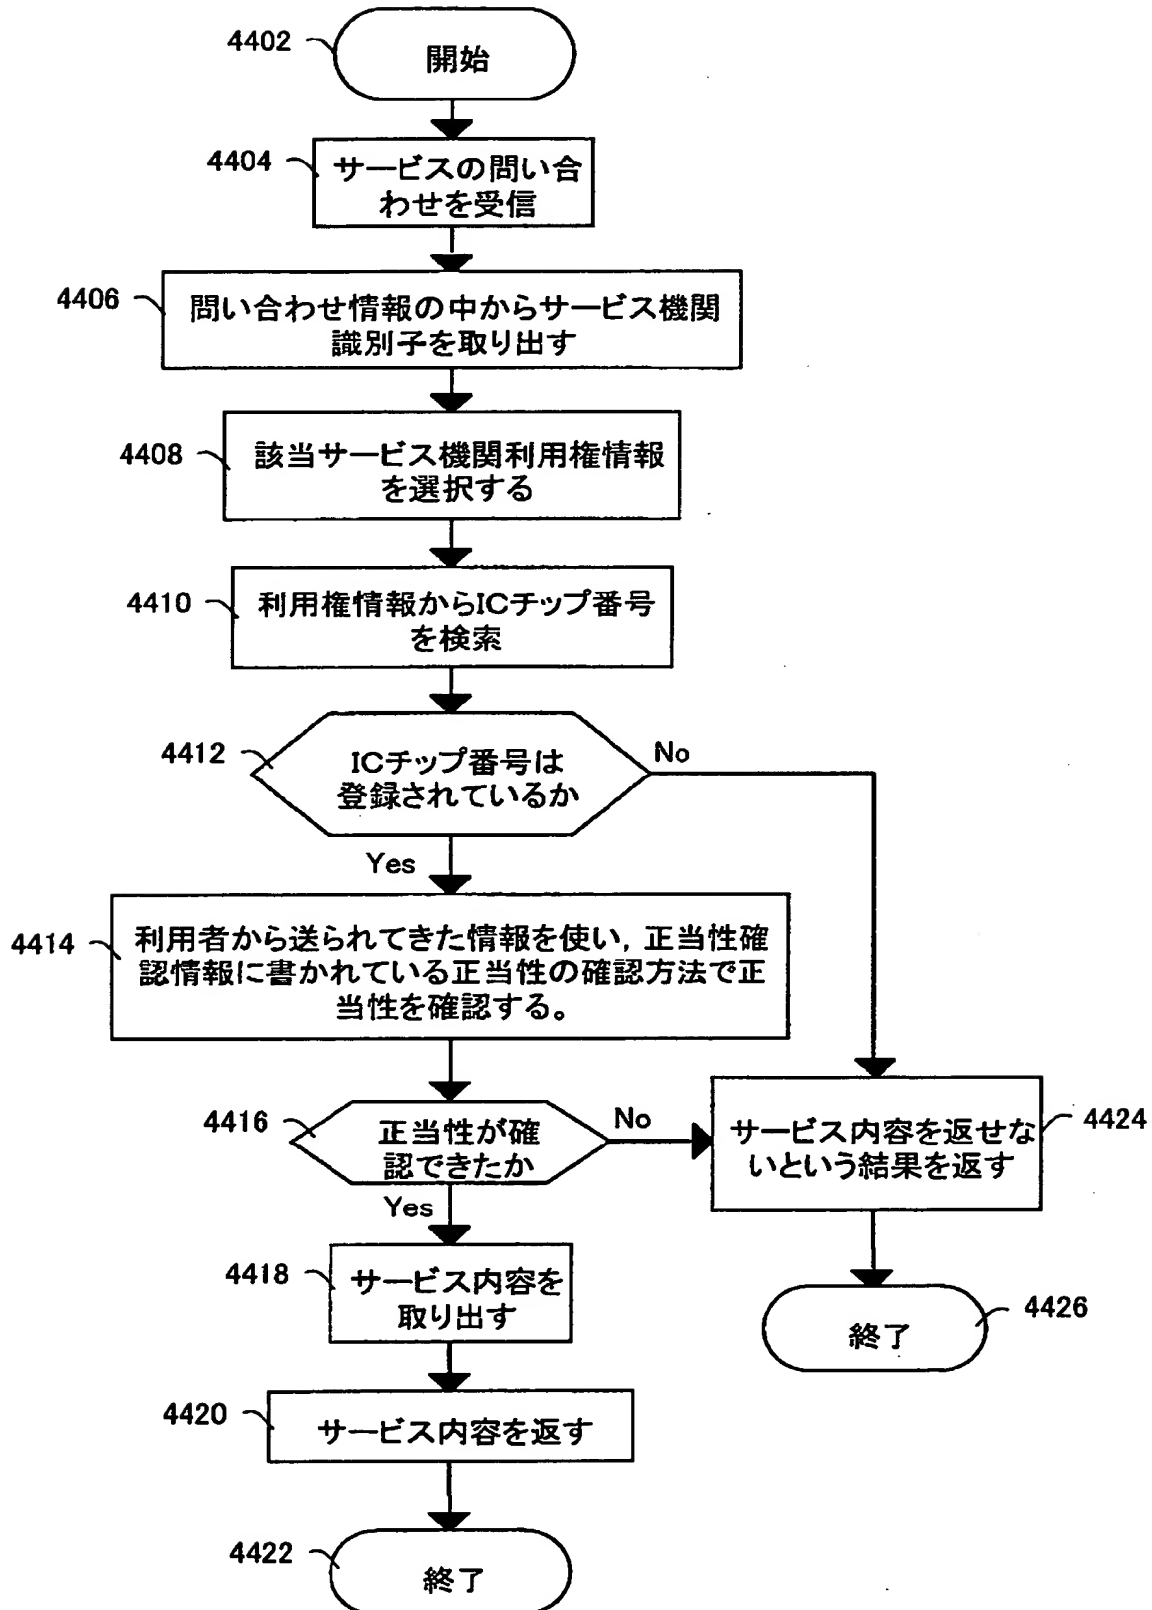 4402
開始
4404
サービスの問い合
わせを受信
4406
問い合わせ情報の中からサービス機関
識別子を取り出す
4408
該当サービス機関利用権情報
を選択する
4410
利用権情報からICチップ番号
を検索
4412
ICチップ番号は
登録されているか
No
Yes
4414
利用者から送られてきた情報を使い,正当性確
認情報に書かれている正当性の確認方法で正
当性を確認する。
4416
正当性が確
認できたか
No
Yes
4424
サービス内容を返せな
いという結果を返す
4418
サービス内容を
取り出す
4426
終了
4420
サービス内容を返す
4422
終了